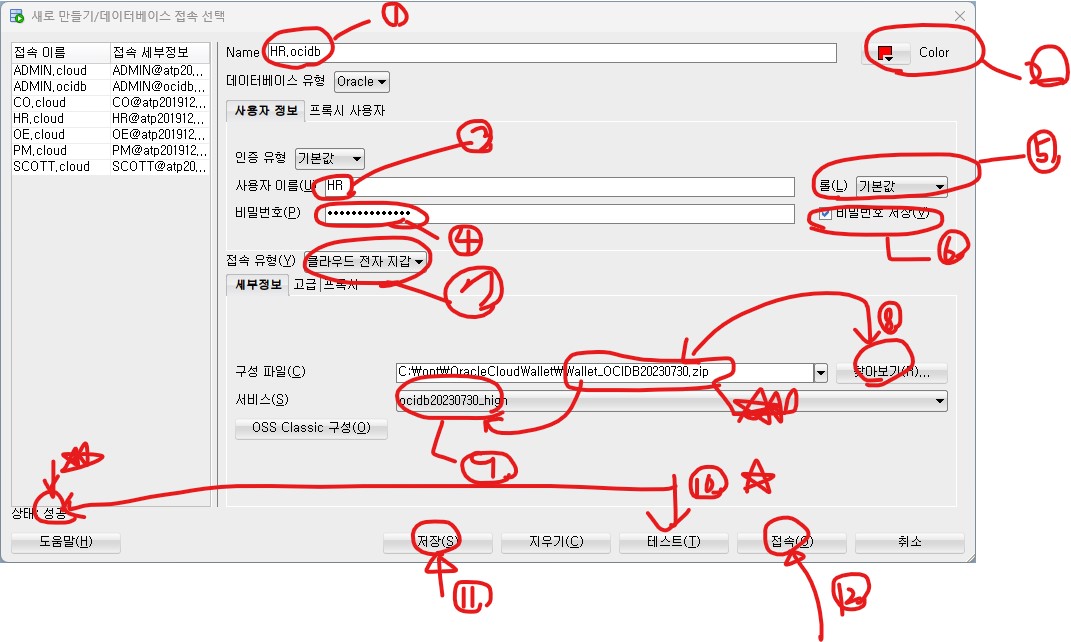 새로 만들기/데이터베이스 접속 선택
①
접속 이름 접속 세부정보
ADMIN.cloud ADMIN@atp20...
ADMIN.ocidb ADMIN@ocidb...
CO.cloud CO@atp201912...
HR.cloud HR@atp201912...
OE.cloud OE@atp201912...
PM.cloud PM@atp201912...
SCOTT.cloud SCOTT@atp20...
Name HR.ocidb
Color
데이터베이스 유형 Oracle
사용자 정보 프록시 사용자
③
인증 유형 기본값
⑤
사용자 이름(U) HR
롤(L) 기본값
비밀번호(P) ••••••••••••••
비밀번호 저장(V)
④
⑥
접속 유형(Y) 클라우드 전자 지갑
세부정보 고급 프록시
⑦
⑧
구성 파일(C) C:₩opt₩OracleCloudWallet₩Wallet_OCIDB20230730.zip 찾아보기(R)...
서비스(S) ocidb20230730_high
OSS Classic 구성(O)
⑨
⑩
상태: 성공
도움말(H) 저장(S) 지우기(C) 테스트(T) 접속(O) 취소
⑪
⑫